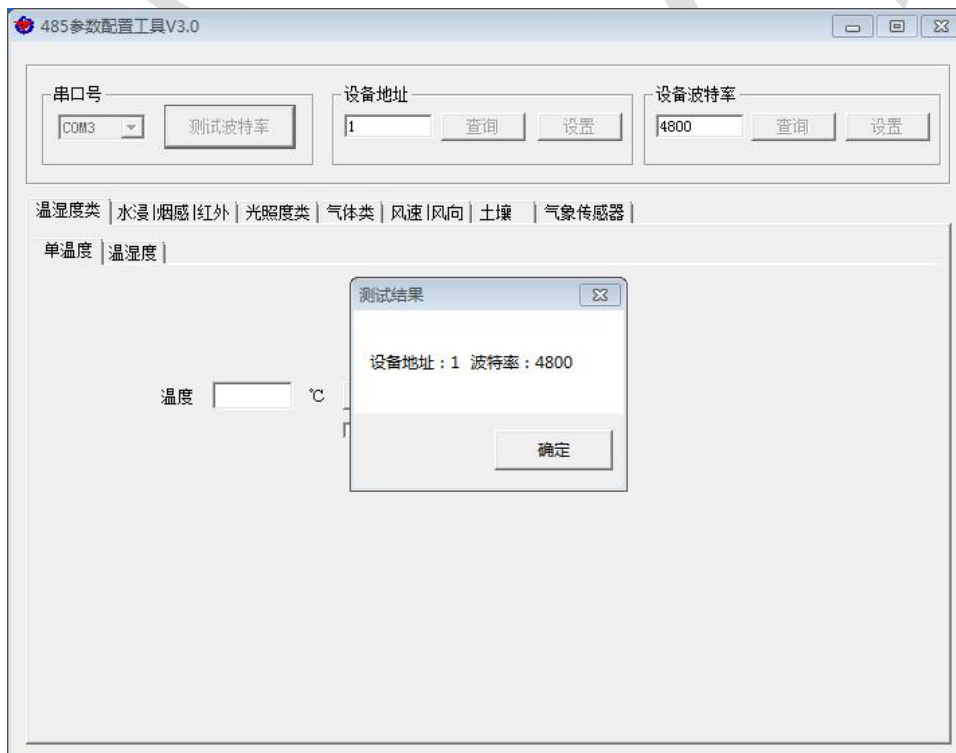 485参数配置工具V3.0
串口号
设备地址
设备波特率
COM3
测试波特率
1
查询
设置
4800
查询
设置
温湿度类
水浸|烟感|红外
光照度类
气体类
风速|风向
土壤
气象传感器
单温度
温湿度
测试结果
设备地址：1 波特率：4800
温度
℃
确定